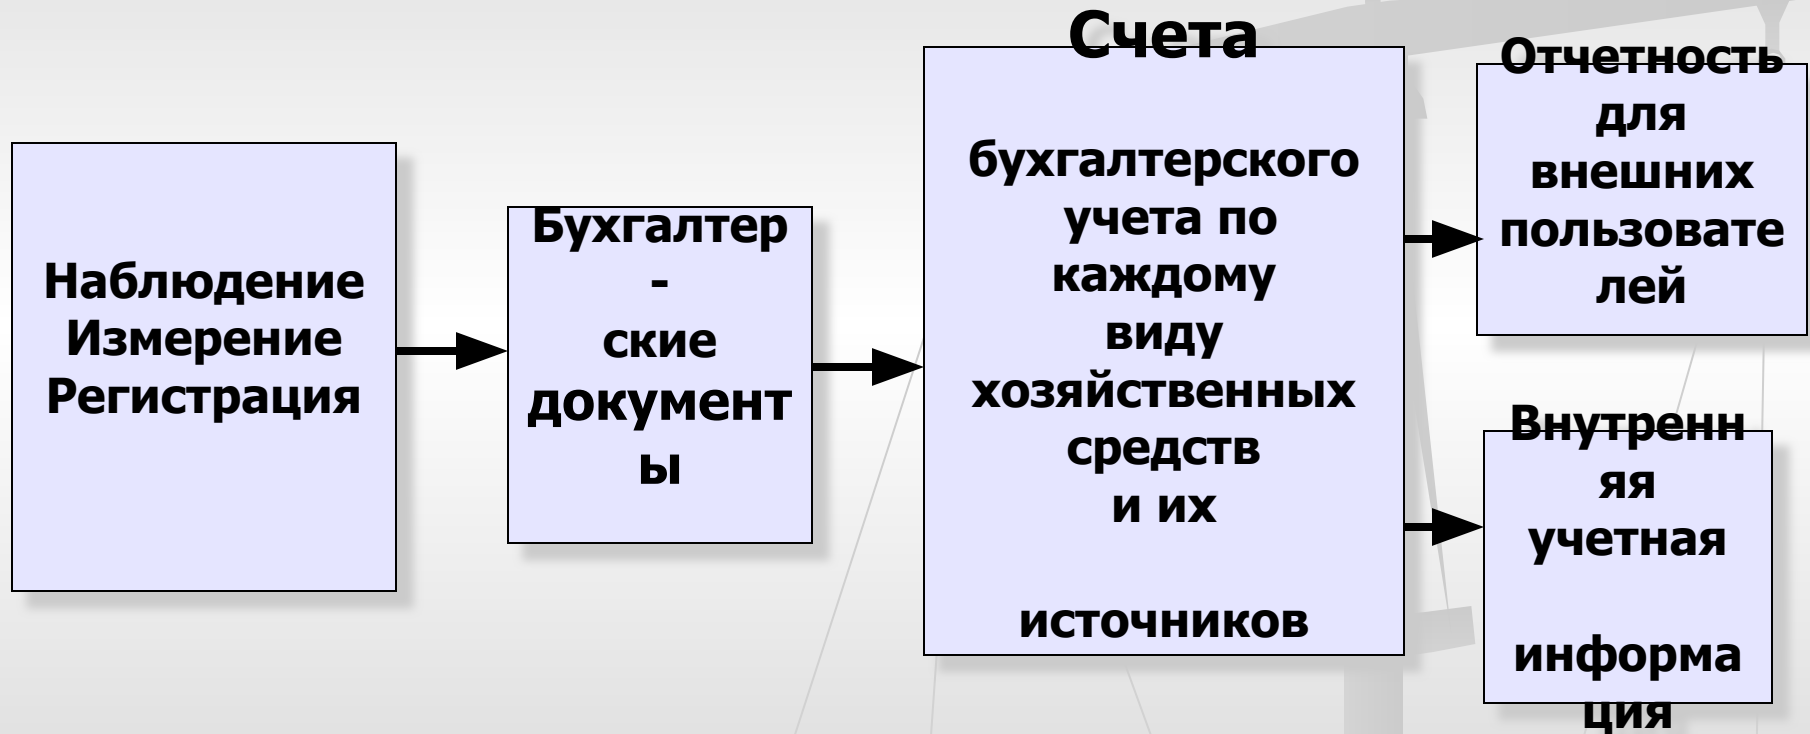 Наблюдение
Измерение
Регистрация
Бухгалтер
-
ские
документ
ы
Счета
бухгалтерского
учета по
каждому
виду
хозяйственных
средств
и их
источников
Отчетность
для
внешних
пользовате
лей
Внутренн
яя
учетная
информа
ция